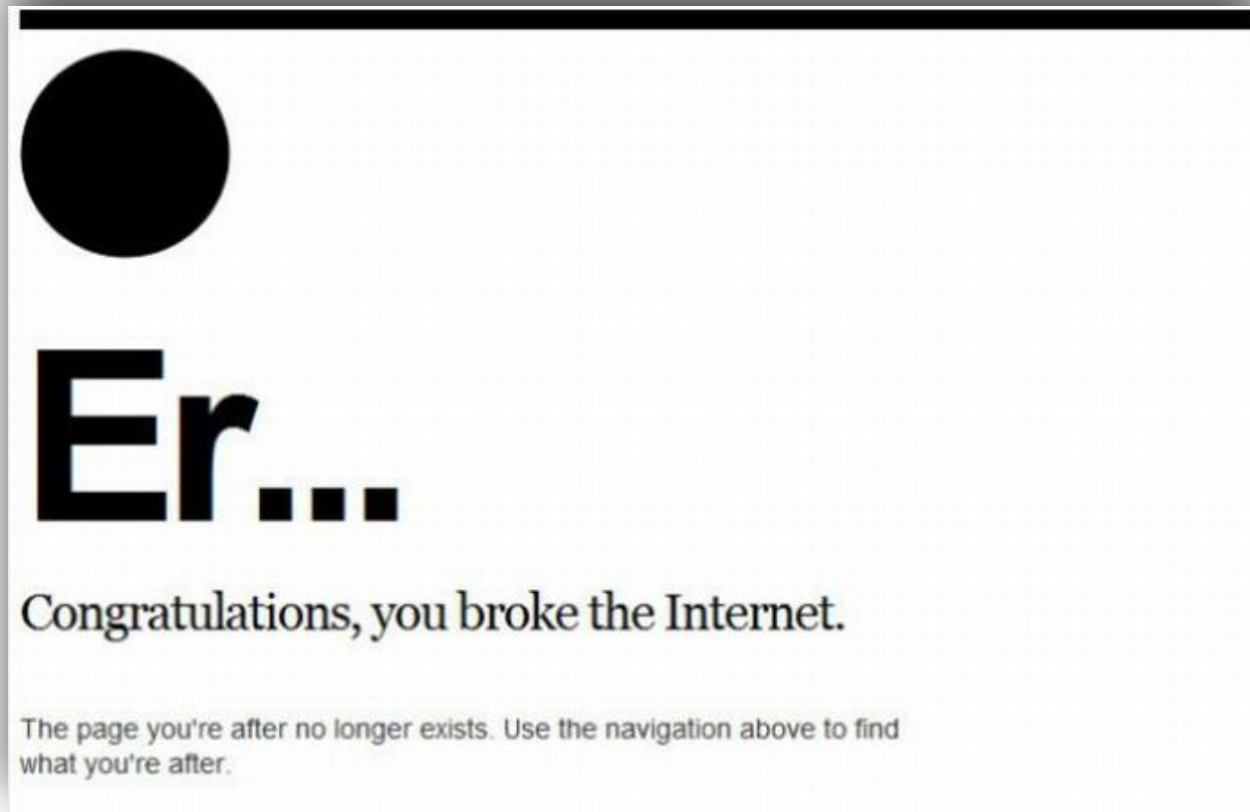 Er...
Congratulations, you broke the Internet.
The page you're after no longer exists. Use the navigation above to find
what you're after.